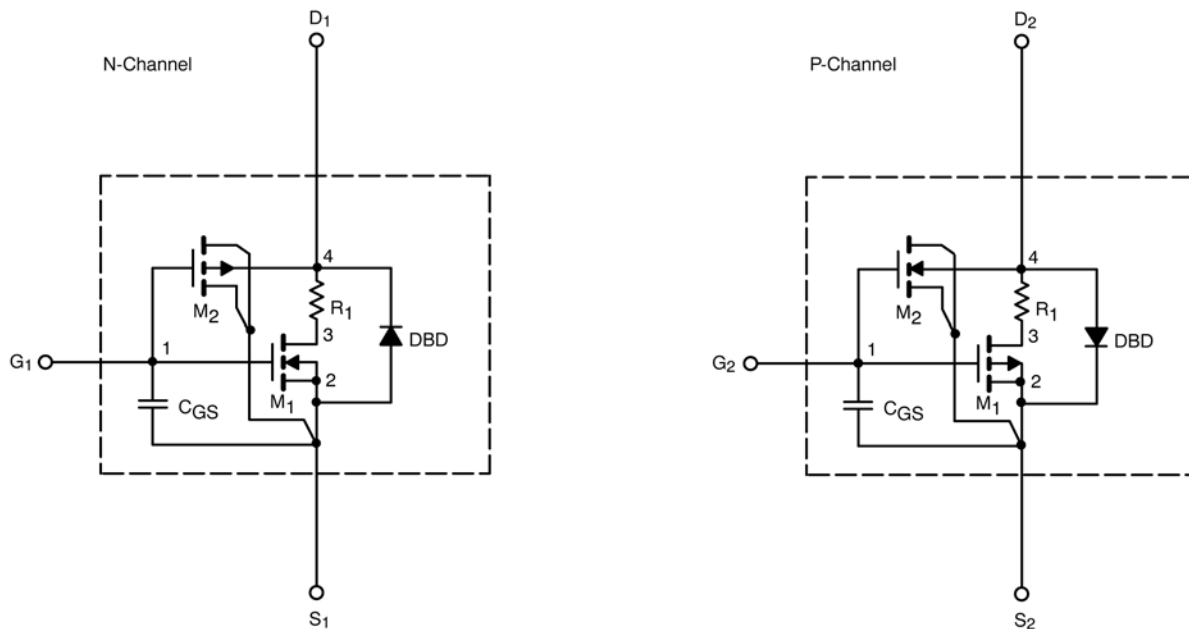 D1
N-Channel
4
M2
R1
3
DBD
G1
1
2
M1
CGS
S1
D2
P-Channel
4
M2
R1
3
DBD
G2
1
2
M1
CGS
S2